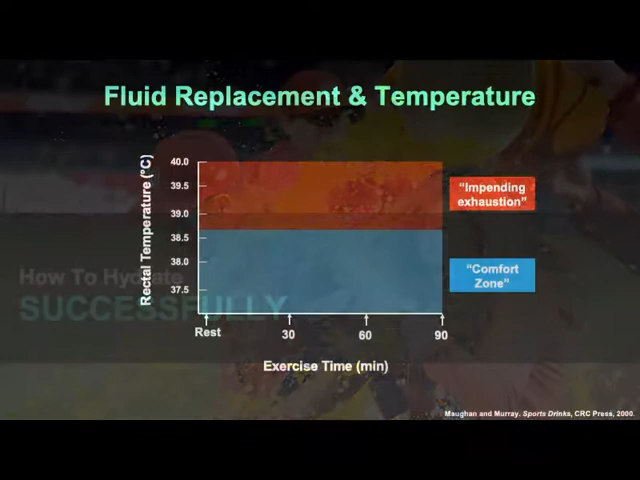 Fluid Replacement & Temperature
Rectal Temperature (°C)
40.0
39.5
39.0
38.5
38.0
37.5
Rest
30
60
90
Exercise Time (min)
“Impending
exhaustion”
“Comfort
Zone”
How To Hydrate
SUCCESSFULLY
Maughan and Murray. Sports Drinks, CRC Press, 2000.